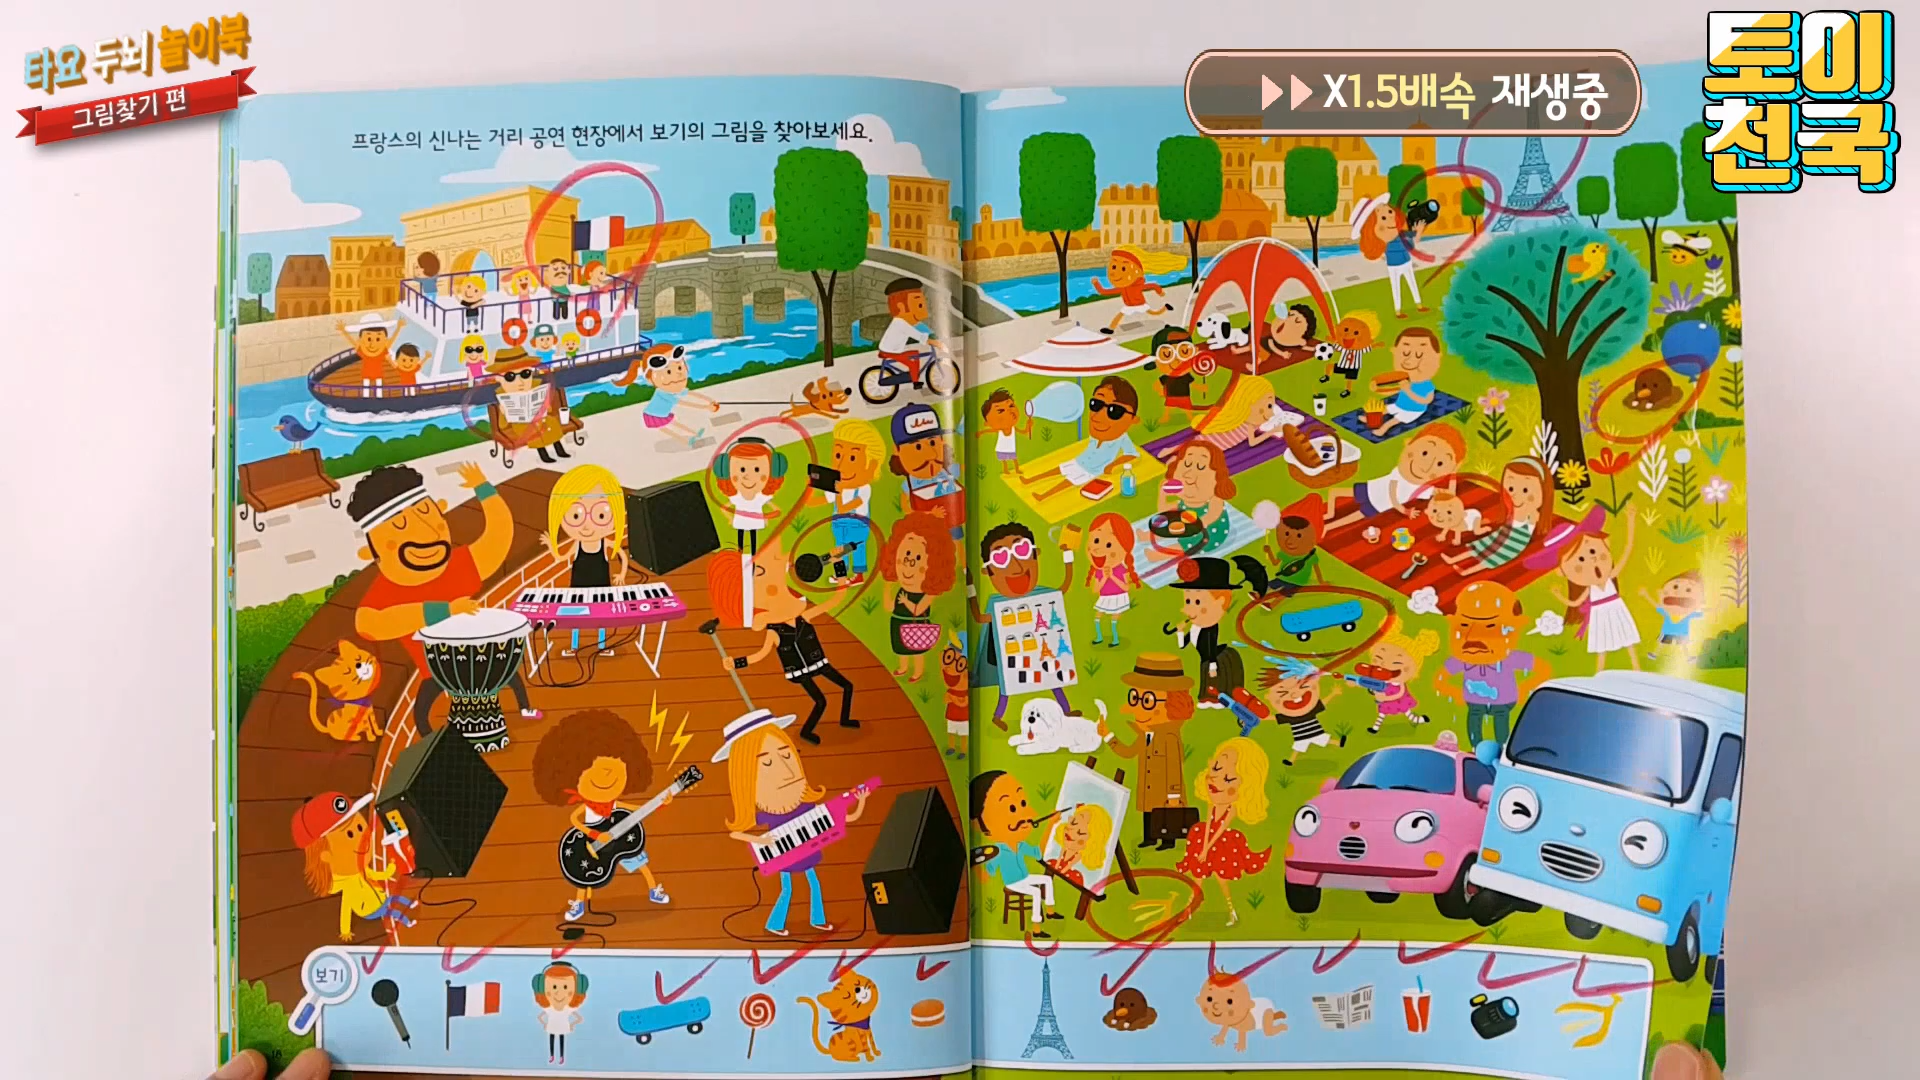 타요 두뇌 놀이북
그림찾기 편
X1.5배속 재생중
토이
천국
프랑스의 신나는 거리 공연 현장에서 보기의 그림을 찾아보세요.
보기